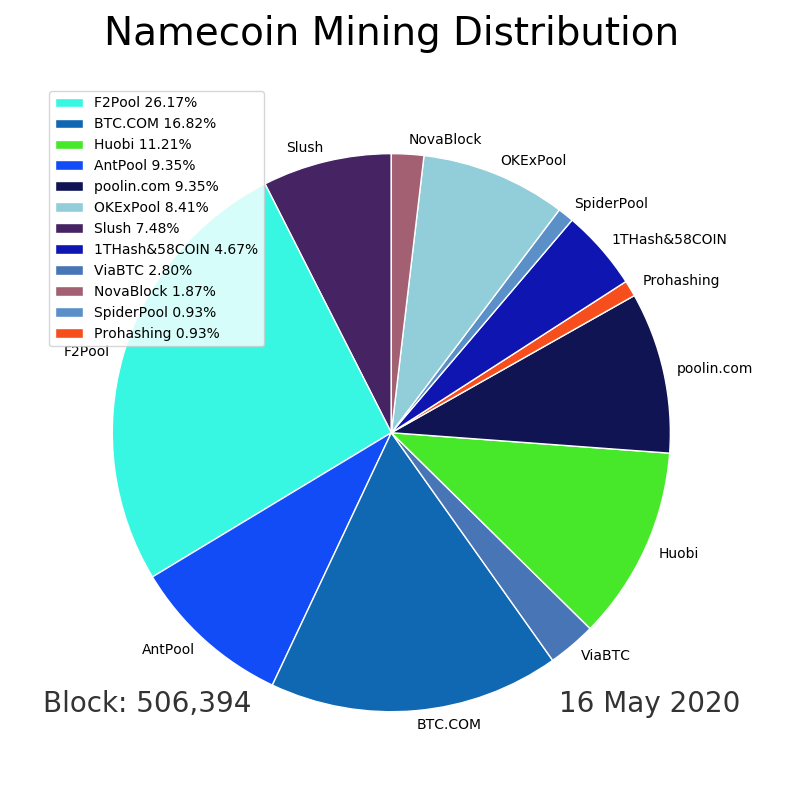 Namecoin Mining Distribution
F2Pool 26.17%
BTC.COM 16.82%
Huobi 11.21%
AntPool 9.35%
poolin.com 9.35%
OKExPool 8.41%
Slush 7.48%
1THash&58COIN 4.67%
ViaBTC 2.80%
NovaBlock 1.87%
SpiderPool 0.93%
Prohashing 0.93%
NovaBlock
Slush
OKExPool
SpiderPool
1THash&58COIN
Prohashing
F2Pool
poolin.com
Huobi
AntPool
ViaBTC
BTC.COM
Block: 506,394
16 May 2020